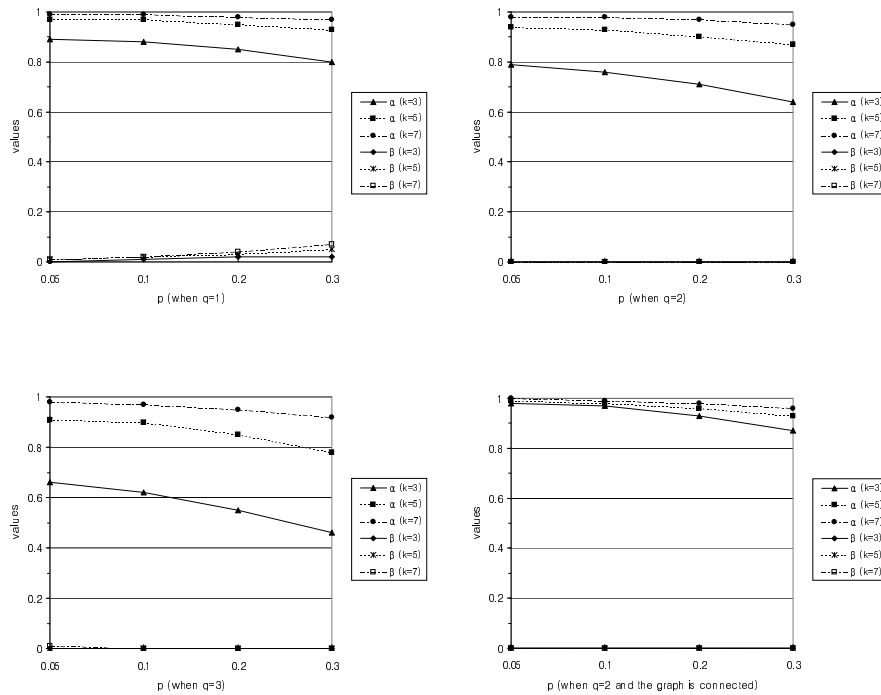 1
0.8
0.6
0.4
0.2
0
values
0.05 0.1 0.2 0.3
p (when q=1)
α (k=3)
α (k=5)
α (k=7)
β (k=3)
β (k=5)
β (k=7)
1
0.8
0.6
0.4
0.2
0
values
0.05 0.1 0.2 0.3
p (when q=2)
α (k=3)
α (k=5)
α (k=7)
β (k=3)
β (k=5)
β (k=7)
1
0.8
0.6
0.4
0.2
0
values
0.05 0.1 0.2 0.3
p (when q=3)
α (k=3)
α (k=5)
α (k=7)
β (k=3)
β (k=5)
β (k=7)
1
0.8
0.6
0.4
0.2
0
values
0.05 0.1 0.2 0.3
p (when q=2 and the graph is connected)
α (k=3)
α (k=5)
α (k=7)
β (k=3)
β (k=5)
β (k=7)